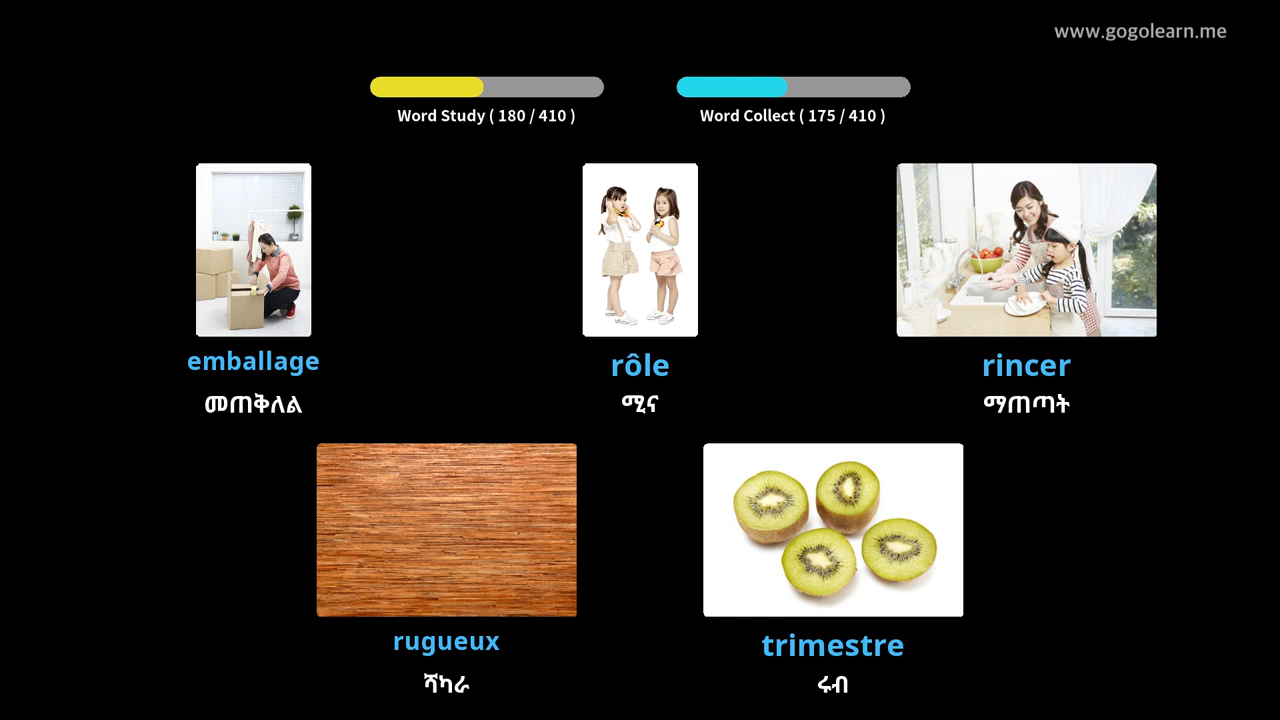 www.gogolearn.me
Word Study ( 180 / 410 )
Word Collect ( 175 / 410 )
emballage
መጠቅለል
rôle
ሚና
rincer
ማጠጣት
rugueux
ሻካራ
trimestre
ሩብ